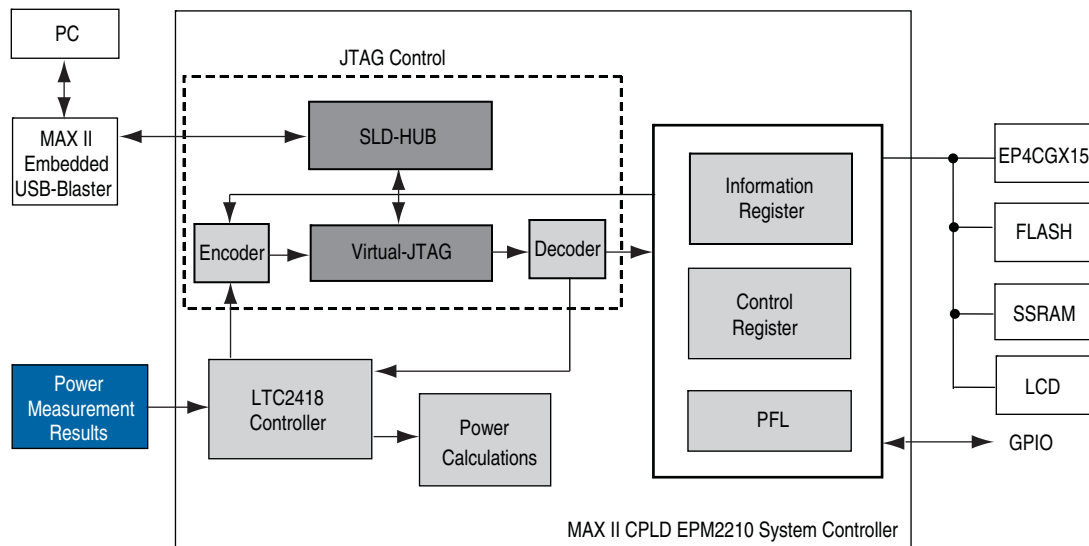 PC
JTAG Control
MAX II
Embedded
USB-Blaster
SLD-HUB
EP4CGX15
Information
Register
FLASH
Encoder
Virtual-JTAG
Decoder
Control
Register
SSRAM
Power
Measurement
Results
LTC2418
Controller
LCD
Power
Calculations
PFL
GPIO
MAX II CPLD EPM2210 System Controller